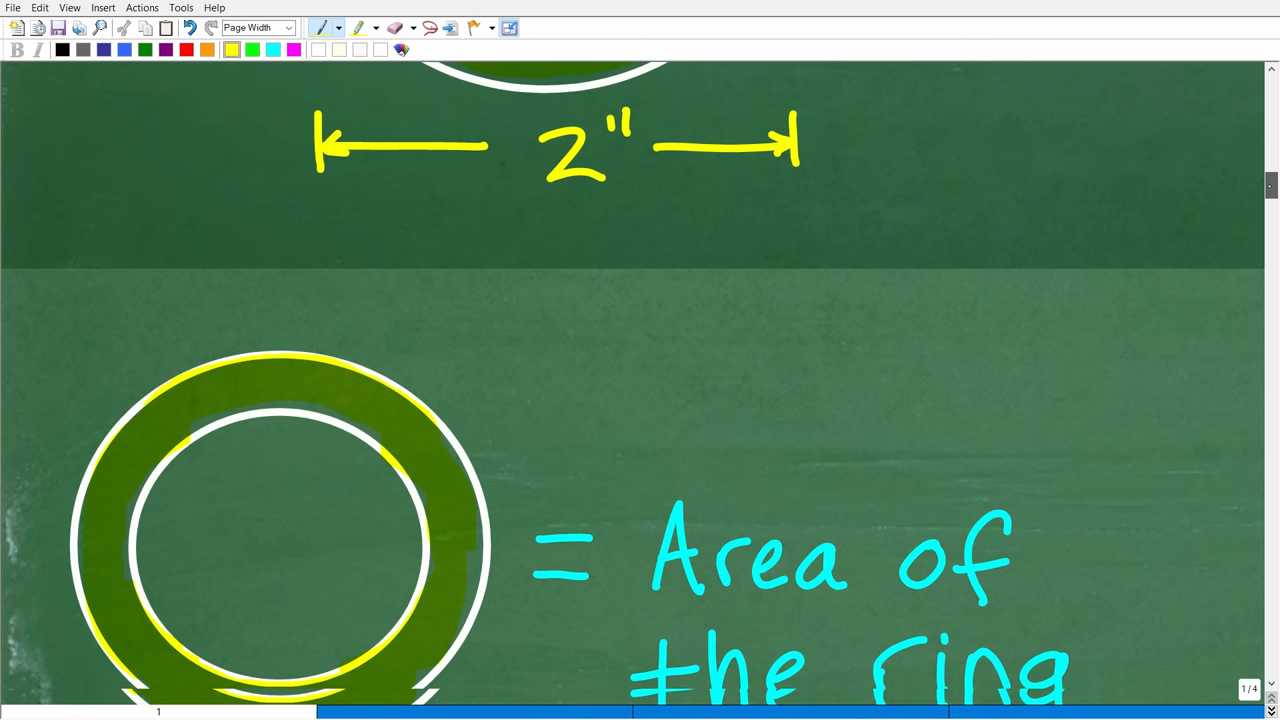 File Edit View Insert Actions Tools Help
Page Width
B I
2"
= Area of
the ring
1 / 4
1